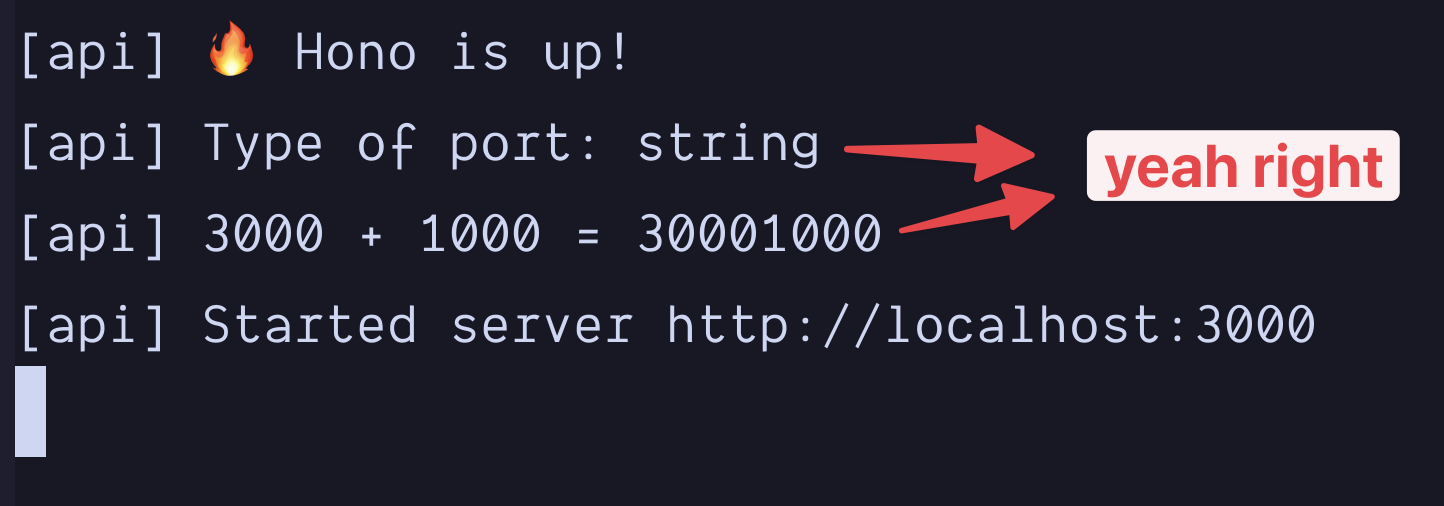 [api] 🔥 Hono is up!
[api] Type of port: string
yeah right
[api] 3000 + 1000 = 30001000
[api] Started server http://localhost:3000